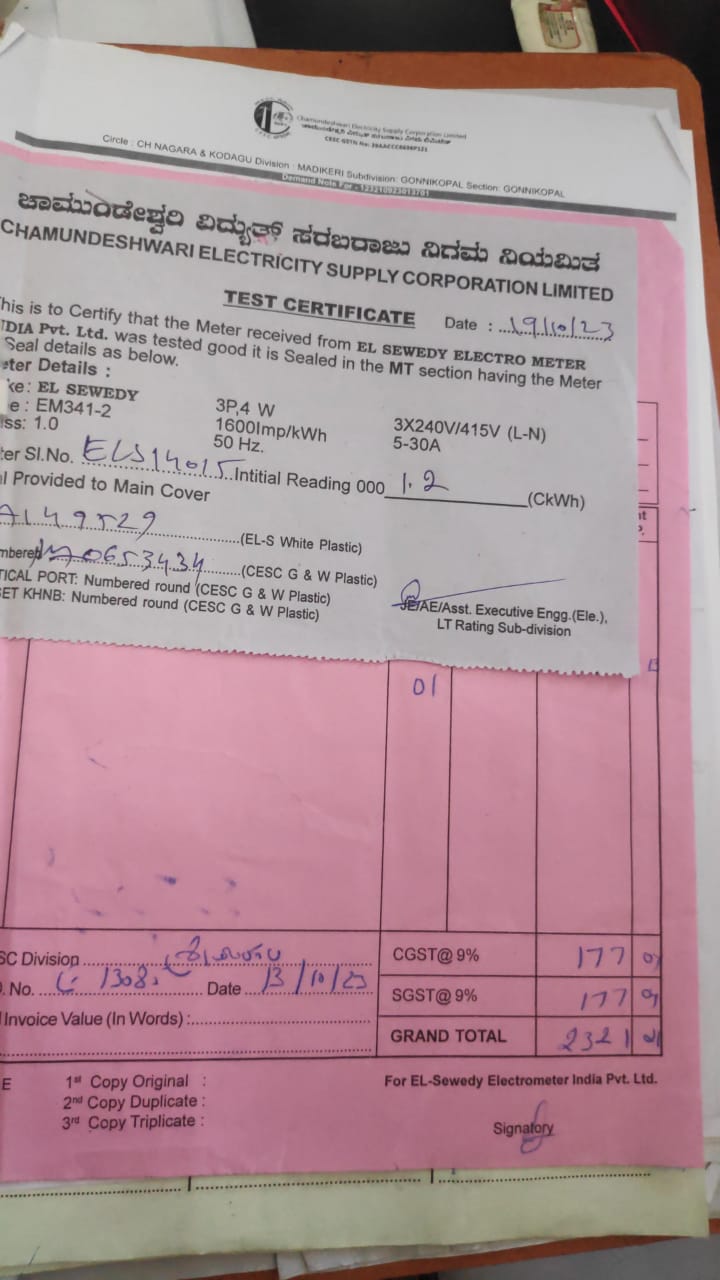 Chamundeshwari Electricity Supply Corporation Limited
Circle : CH NAGARA & KODAGU Division : MADIKERI Subdivision: GONNIKOPAL Section: GONNIKOPAL
Demand Note For -
ಚಾಮುಂಡೇಶ್ವರಿ ವಿದ್ಯುತ್ ಸರಬರಾಜು ನಿಗಮ ನಿಯಮಿತ
CHAMUNDESHWARI ELECTRICITY SUPPLY CORPORATION LIMITED
TEST CERTIFICATE Date : 19/10/23
his is to Certify that the Meter received from EL SEWEDY ELECTRO METER
DIA Pvt. Ltd. was tested good it is Sealed in the MT section having the Meter
Seal details as below.
eter Details :
ke: EL SEWEDY 3P,4 W 3X240V/415V (L-N)
e : EM341-2 1600Imp/kWh 5-30A
ss: 1.0 50 Hz.
ter Sl.No. ELS14015 Intitial Reading 000 1.2 (CkWh)
l Provided to Main Cover
A149529 (EL-S White Plastic)
mbered 0653434 (CESC G & W Plastic)
TICAL PORT: Numbered round (CESC G & W Plastic)
ET KHNB: Numbered round (CESC G & W Plastic)
JE/AE/Asst. Executive Engg.(Ele.),
LT Rating Sub-division
01
SC Division CGST@ 9% 177
. No. 1308 Date 13/10/23 SGST@ 9% 177
Invoice Value (In Words) : GRAND TOTAL 2321
E 1st Copy Original : For EL-Sewedy Electrometer India Pvt. Ltd.
2nd Copy Duplicate :
3rd Copy Triplicate : Signatory